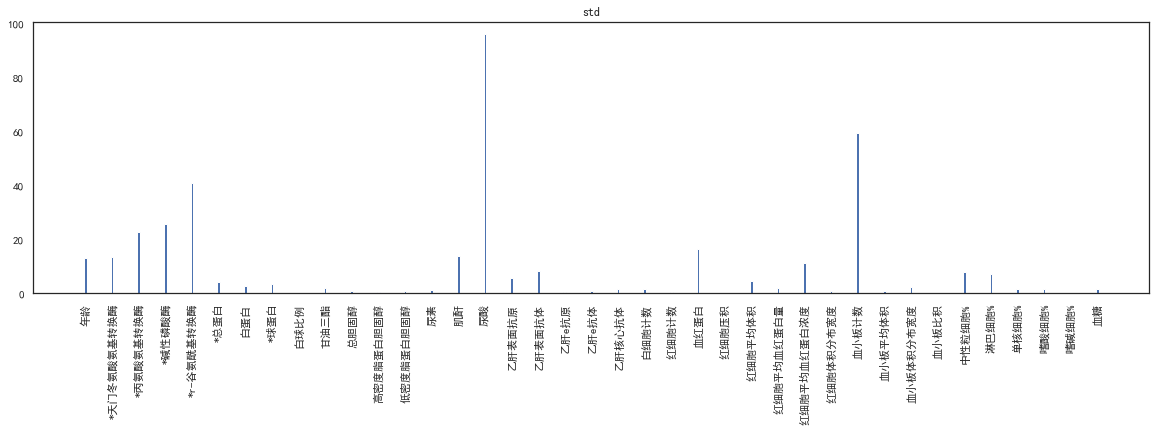 std
100
80
60
40
20
0
年龄
*天门冬氨酸氨基转换酶
*丙氨酸氨基转换酶
*碱性磷酸酶
*r-谷氨酰基转换酶
*总蛋白
白蛋白
*球蛋白
白球比例
甘油三酯
总胆固醇
高密度脂蛋白胆固醇
低密度脂蛋白胆固醇
尿素
肌酐
尿酸
乙肝表面抗原
乙肝表面抗体
乙肝e抗原
乙肝e抗体
乙肝核心抗体
白细胞计数
红细胞计数
血红蛋白
红细胞压积
红细胞平均体积
红细胞平均血红蛋白量
红细胞平均血红蛋白浓度
红细胞体积分布宽度
血小板计数
血小板平均体积
血小板体积分布宽度
血小板比积
中性粒细胞%
淋巴细胞%
单核细胞%
嗜酸细胞%
嗜碱细胞%
血糖